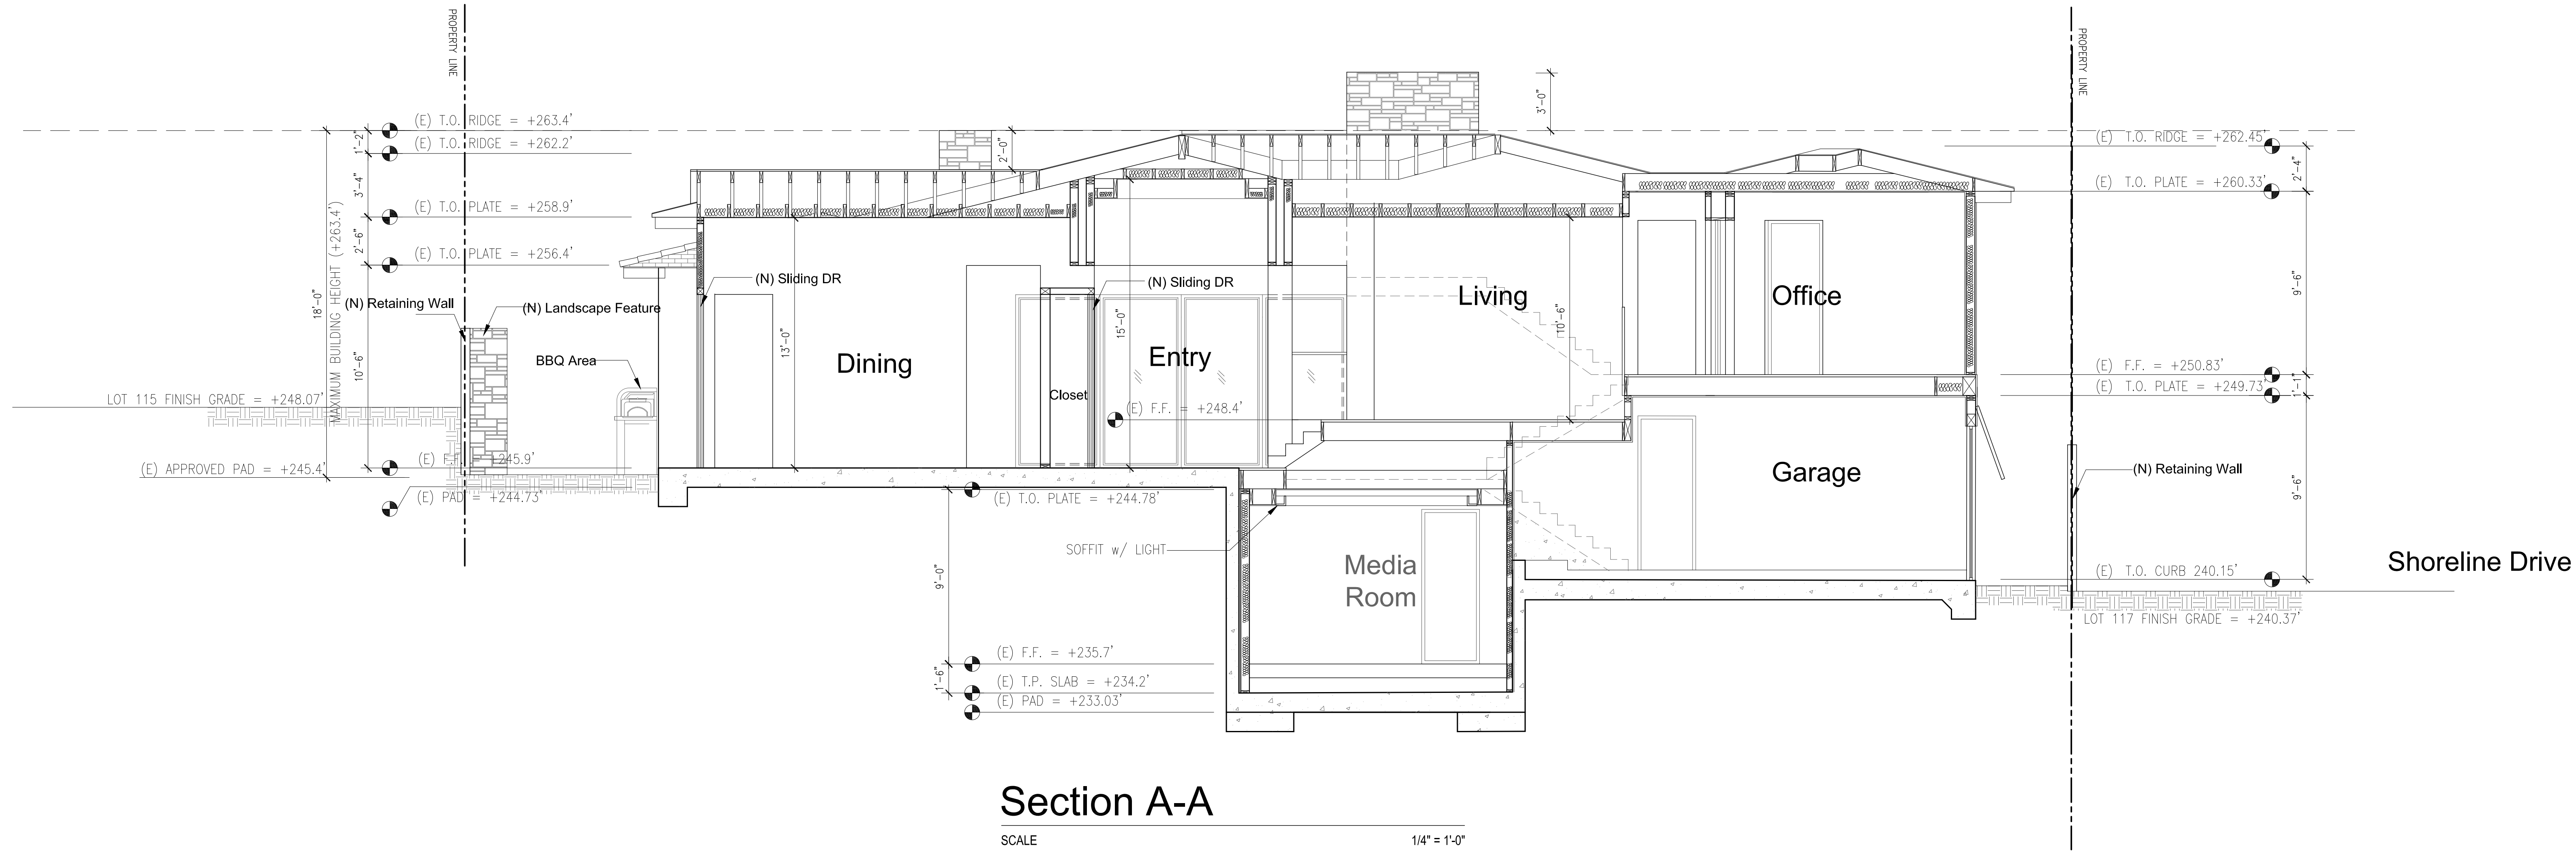 PROPERTY LINE
PROPERTY LINE
3'-0"
(E) T.O. RIDGE = +263.4'
1'-2"
(E) T.O. RIDGE = +262.2'
2'-0"
(E) T.O. RIDGE = +262.45'
2'-4"
3'-4"
(E) T.O. PLATE = +260.33'
(E) T.O. PLATE = +258.9'
2'-6"
(E) T.O. PLATE = +256.4'
18'-0"
MAXIMUM BUILDING HEIGHT (+263.4')
(N) Sliding DR
(N) Sliding DR
9'-6"
(N) Retaining Wall
(N) Landscape Feature
Living
Office
15'-0"
10'-6"
13'-0"
BBQ Area
10'-6"
Dining
Entry
(E) F.F. = +250.83'
Closet
(E) T.O. PLATE = +249.73'
1'-1"
LOT 115 FINISH GRADE = +248.07'
(E) F.F. = +248.4'
(E) F.F. = +245.9'
(E) APPROVED PAD = +245.4'
Garage
(N) Retaining Wall
9'-6"
(E) PAD = +244.73'
(E) T.O. PLATE = +244.78'
SOFFIT w/ LIGHT
Media
Room
Shoreline Drive
9'-0"
(E) T.O. CURB 240.15'
LOT 117 FINISH GRADE = +240.37'
(E) F.F. = +235.7'
1'-6"
(E) T.P. SLAB = +234.2'
(E) PAD = +233.03'
Section A-A
SCALE 1/4" = 1'-0"